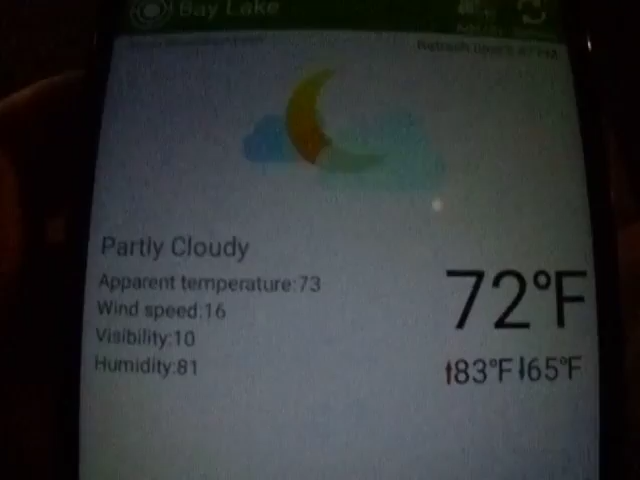 Bay Lake
Partly Cloudy
Apparent temperature:73
Wind speed:16
Visibility:10
Humidity:81
72°F
83°F 65°F